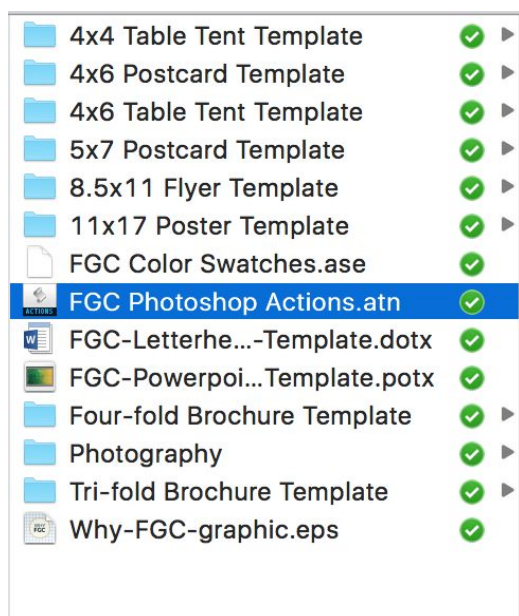 4x4 Table Tent Template
4x6 Postcard Template
4x6 Table Tent Template
5x7 Postcard Template
8.5x11 Flyer Template
11x17 Poster Template
FGC Color Swatches.ase
ACTIONS
FGC Photoshop Actions.atn
W
FGC-Letterhe...-Template.dotx
FGC-Powerpoi...Template.potx
Four-fold Brochure Template
Photography
Tri-fold Brochure Template
FGC
Why-FGC-graphic.eps